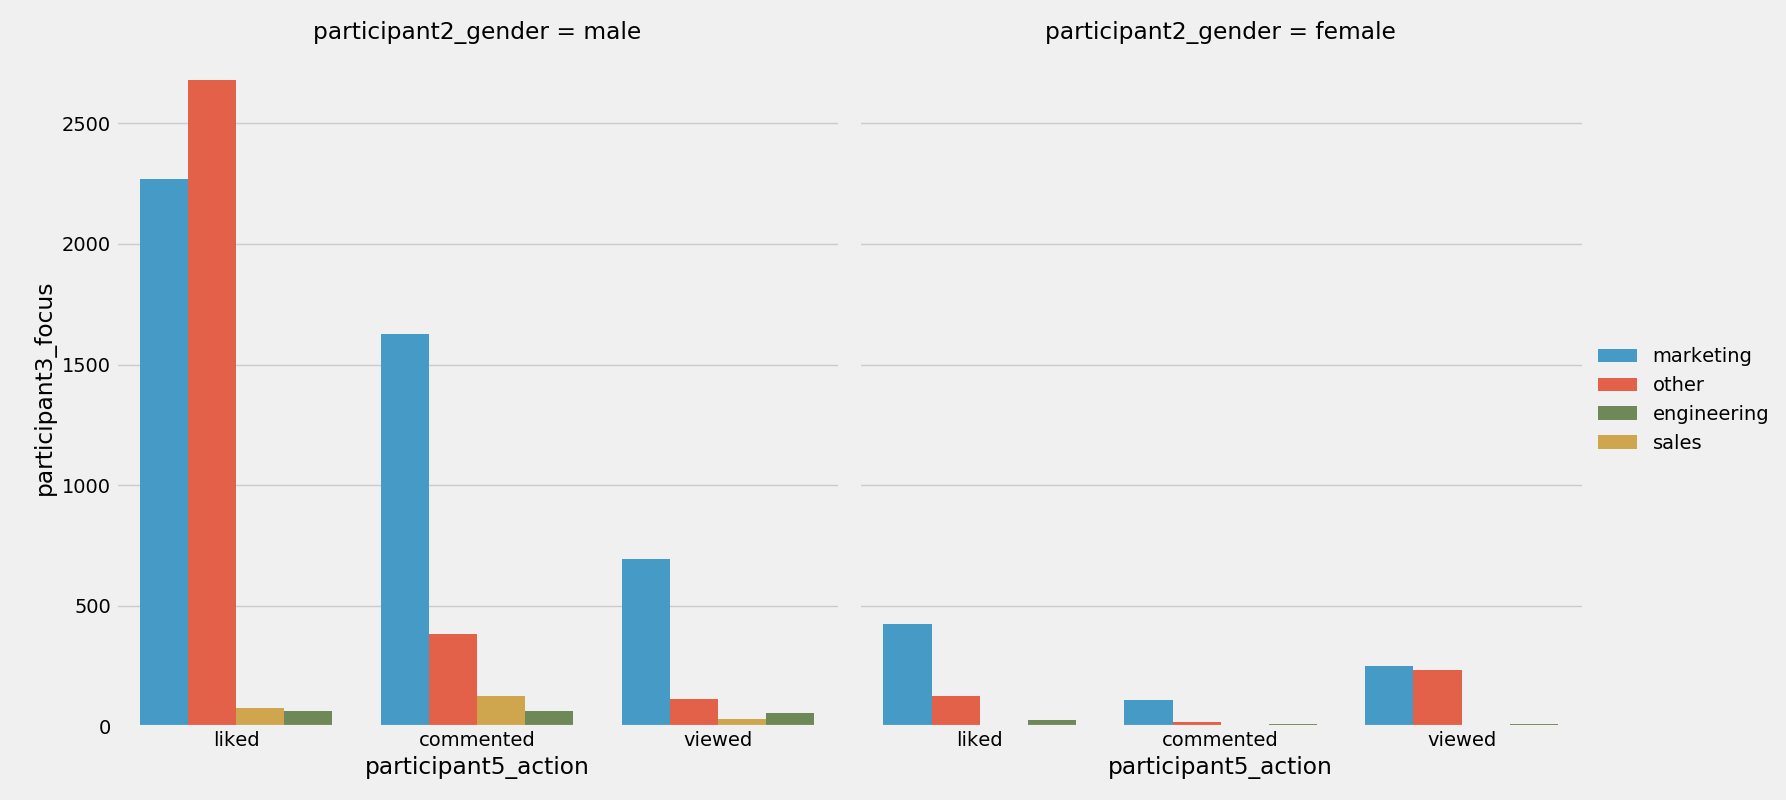 participant2_gender = male
participant2_gender = female
participant3_focus
2500
2000
1500
1000
500
0
liked
commented
viewed
participant5_action
liked
commented
viewed
participant5_action
marketing
other
engineering
sales